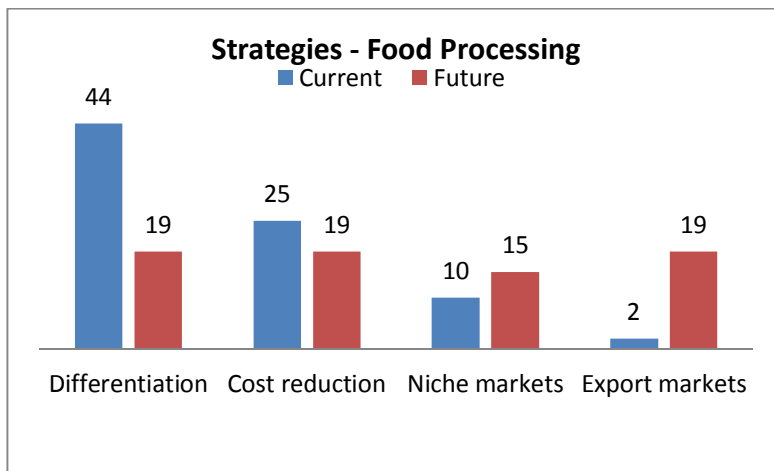 Strategies - Food Processing
Current Future
44
19
25
19
10
15
2
19
Differentiation Cost reduction Niche markets Export markets